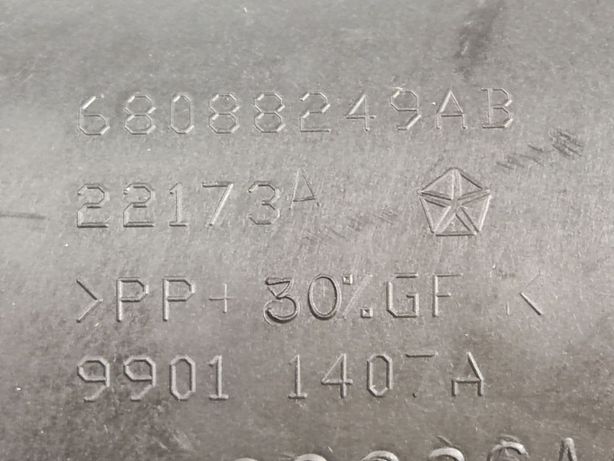 68088249AB
22173A
>PP+ 30%.GF <
9901 1407A